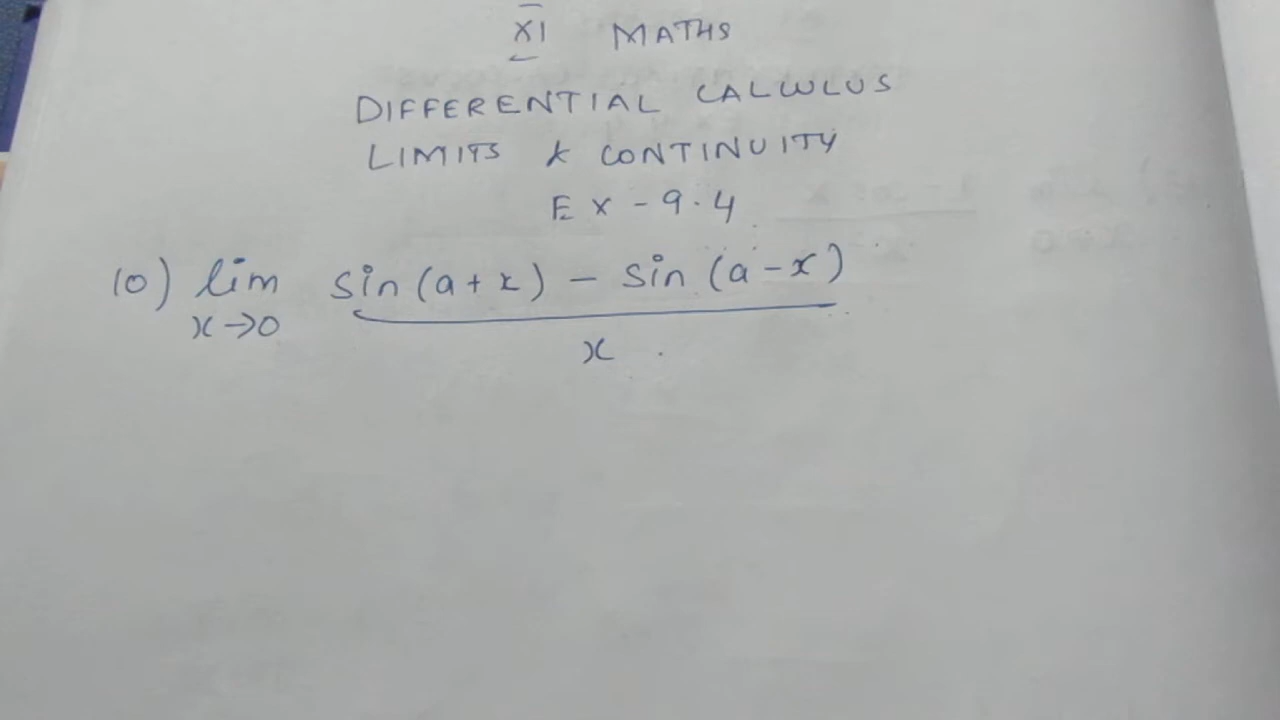 XI MATHS
DIFFERENTIAL CALCULUS
LIMITS & CONTINUITY
EX - 9.4
10) lim sin (a+x) - sin (a-x)
x→0 x